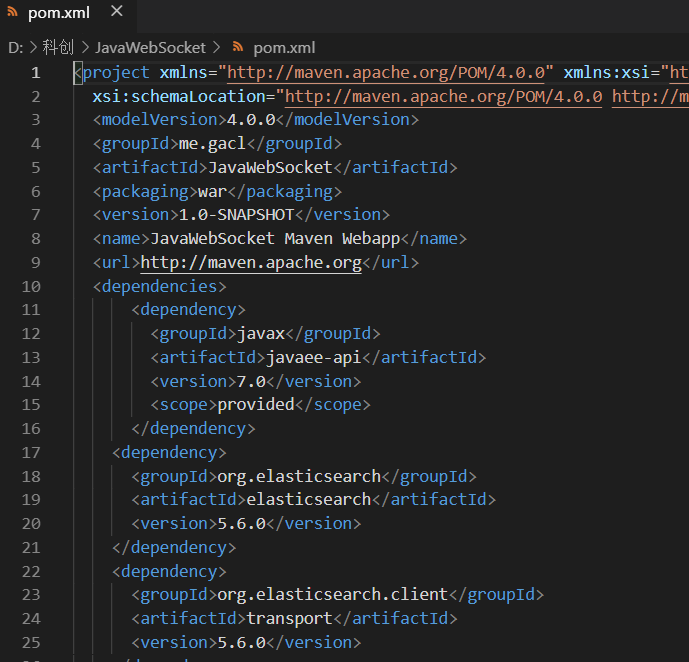 pom.xml
D: > 科创 > JavaWebSocket > pom.xml
1 <project xmlns="http://maven.apache.org/POM/4.0.0" xmlns:xsi="ht
2 xsi:schemaLocation="http://maven.apache.org/POM/4.0.0 http://m
3 <modelVersion>4.0.0</modelVersion>
4 <groupId>me.gacl</groupId>
5 <artifactId>JavaWebSocket</artifactId>
6 <packaging>war</packaging>
7 <version>1.0-SNAPSHOT</version>
8 <name>JavaWebSocket Maven Webapp</name>
9 <url>http://maven.apache.org</url>
10 <dependencies>
11 <dependency>
12 <groupId>javax</groupId>
13 <artifactId>javaee-api</artifactId>
14 <version>7.0</version>
15 <scope>provided</scope>
16 </dependency>
17 <dependency>
18 <groupId>org.elasticsearch</groupId>
19 <artifactId>elasticsearch</artifactId>
20 <version>5.6.0</version>
21 </dependency>
22 <dependency>
23 <groupId>org.elasticsearch.client</groupId>
24 <artifactId>transport</artifactId>
25 <version>5.6.0</version>